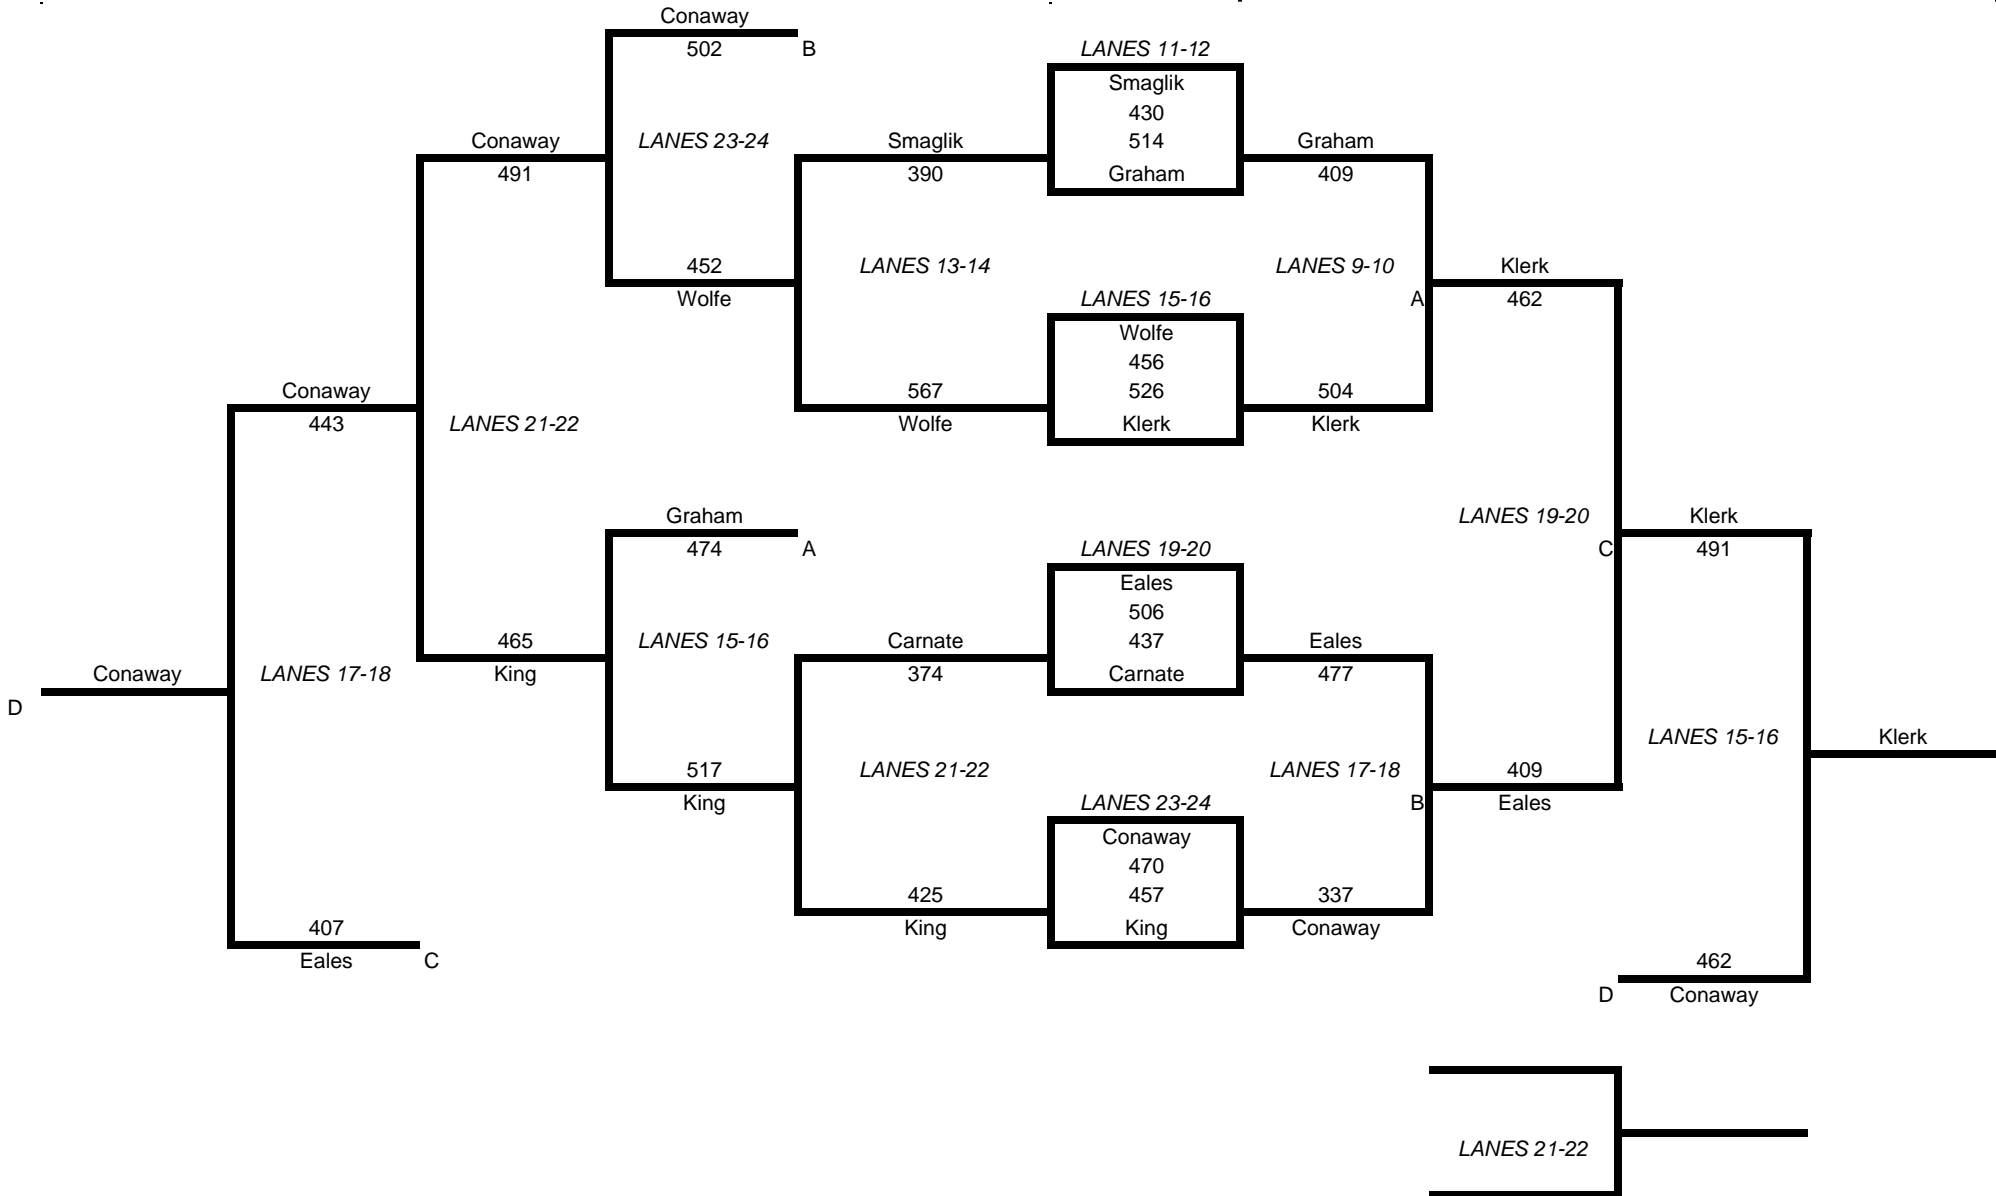 Conaway
502
B
LANES 11-12
Smaglik
430
514
Graham
Conaway
491
LANES 23-24
Smaglik
390
Graham
409
452
Wolfe
LANES 13-14
LANES 9-10
Klerk
462
A
LANES 15-16
Wolfe
456
526
Klerk
Conaway
443
LANES 21-22
567
Wolfe
504
Klerk
Graham
474
A
LANES 19-20
Klerk
491
C
LANES 19-20
Eales
506
437
Carnate
465
King
LANES 15-16
Carnate
374
Eales
477
Conaway
D
LANES 17-18
LANES 15-16
Klerk
517
King
LANES 21-22
LANES 17-18
409
Eales
B
LANES 23-24
Conaway
470
457
King
425
King
337
Conaway
407
Eales
C
462
Conaway
D
LANES 21-22